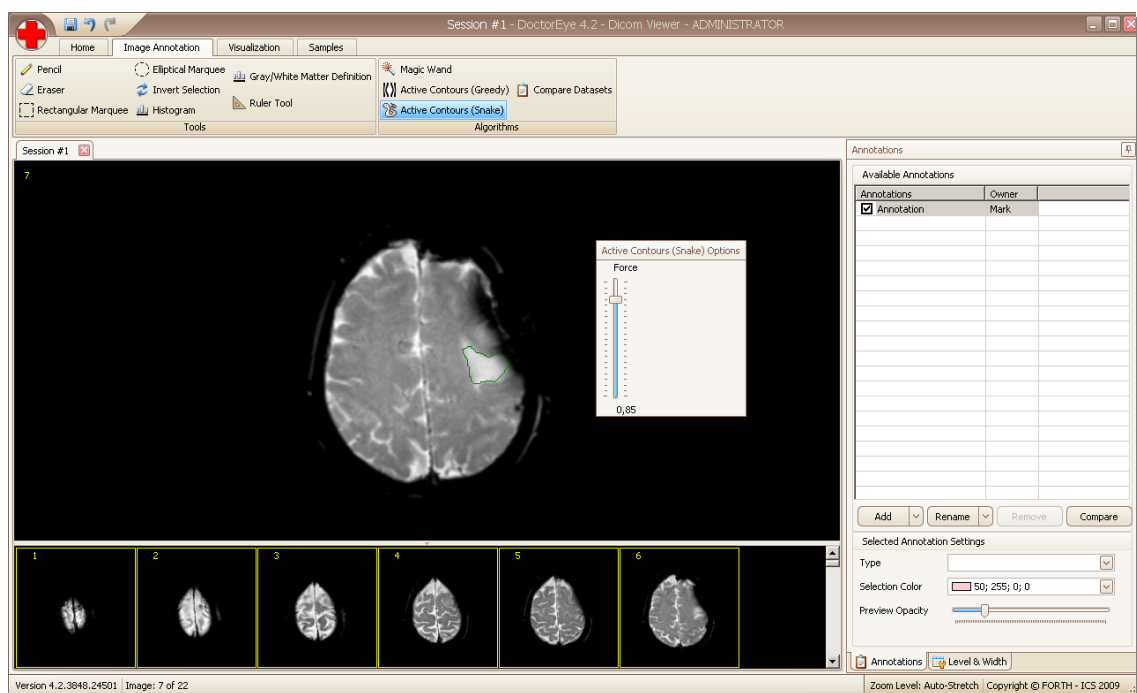 Session #1 - DoctorEye 4.2 - Dicom Viewer - ADMINISTRATOR
Home Image Annotation Visualization Samples
Pencil Elliptical Marquee Gray/White Matter Definition Magic Wand
Eraser Invert Selection Ruler Tool Active Contours (Greedy) Compare Datasets
Rectangular Marquee Histogram Active Contours (Snake)
Tools Algorithms
Session #1
7
Active Contours (Snake) Options
Force
0,85
1 2 3 4 5 6
Annotations
Available Annotations
Annotations Owner
Annotation Mark
Add Rename Remove Compare
Selected Annotation Settings
Type
Selection Color 50; 255; 0; 0
Preview Opacity
Annotations Level & Width
Version 4.2.3848.24501 Image: 7 of 22 Zoom Level: Auto-Stretch Copyright © FORTH - ICS 2009